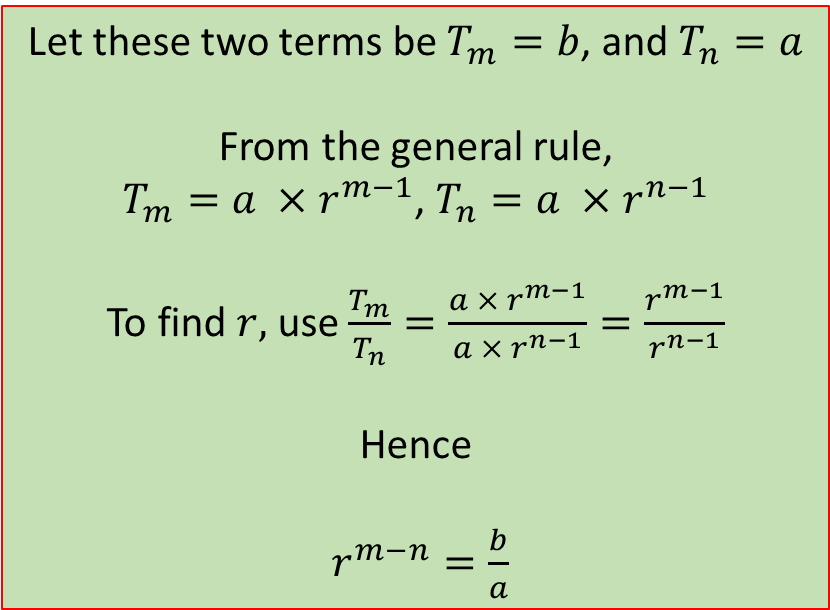 Let these two terms be $T_m = b$, and $T_n = a$
From the general rule,
$T_m = a \times r^{m-1}, T_n = a \times r^{n-1}$
To find $r$, use $\frac{T_m}{T_n} = \frac{a \times r^{m-1}}{a \times r^{n-1}} = \frac{r^{m-1}}{r^{n-1}}$
Hence
$r^{m-n} = \frac{b}{a}$